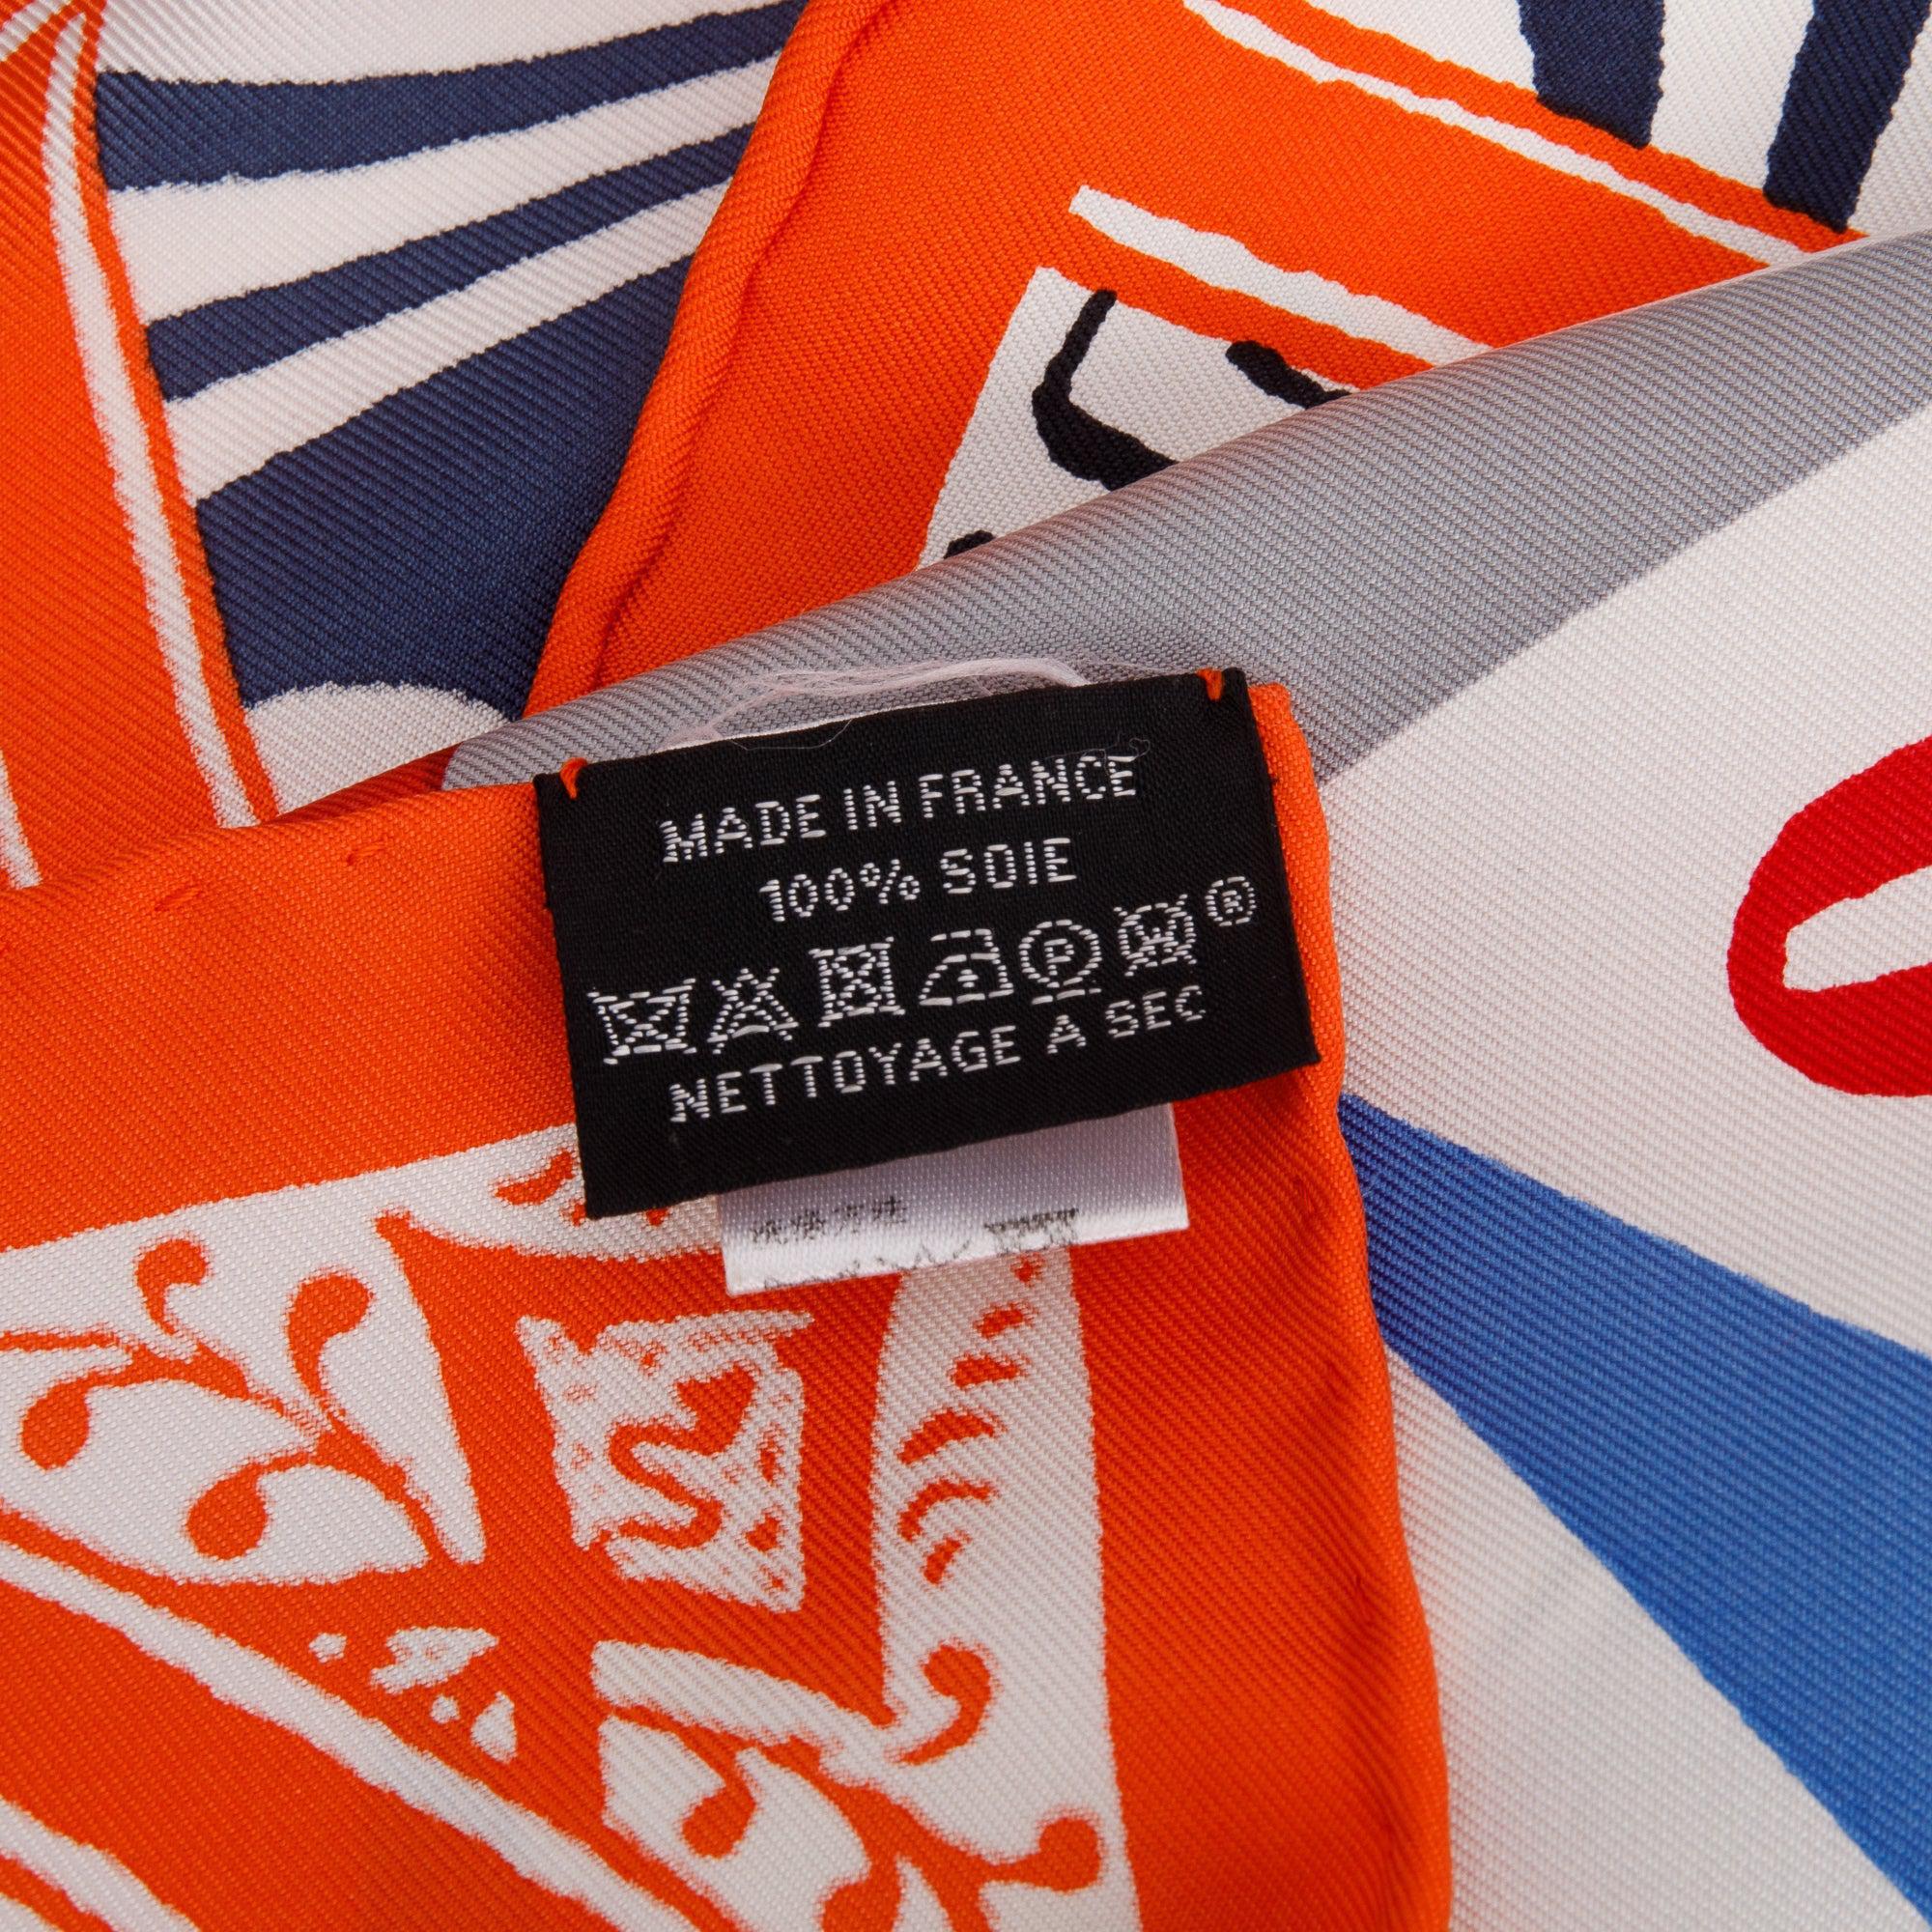 MADE IN FRANCE
100% SOIE
P W ®
NETTOYAGE A SEC